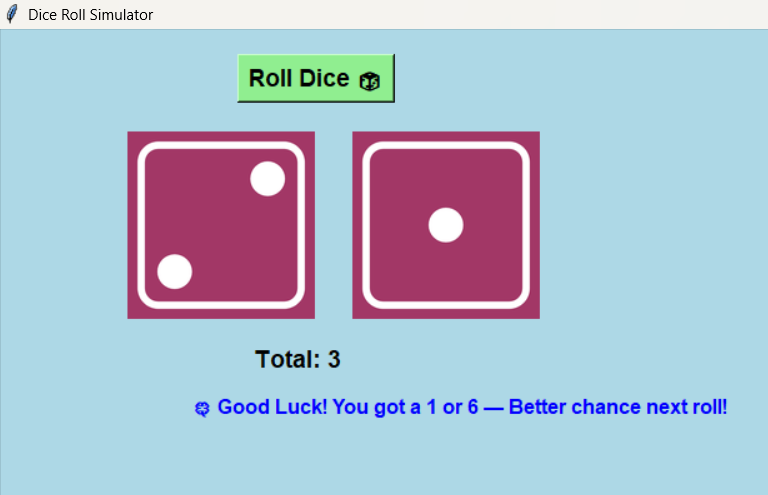 Dice Roll Simulator
Roll Dice 🎲
Total: 3
🍀 Good Luck! You got a 1 or 6 — Better chance next roll!